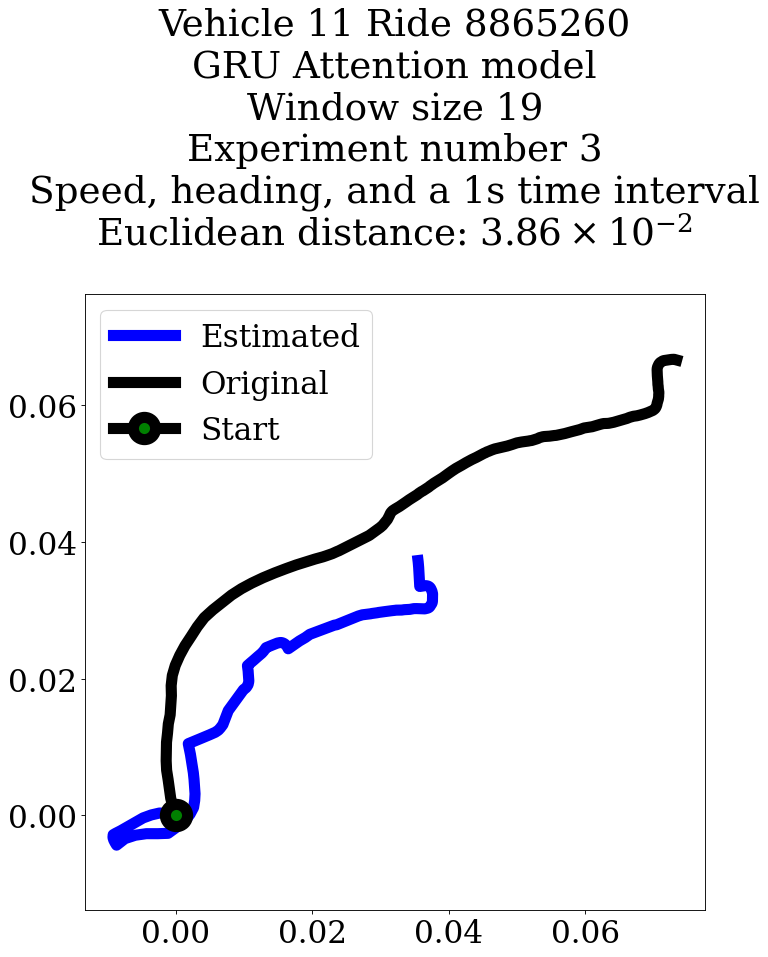 Vehicle 11 Ride 8865260
GRU Attention model
Window size 19
Experiment number 3
Speed, heading, and a 1s time interval
Euclidean distance: 3.86 × 10⁻²
Estimated
Original
Start
0.06
0.04
0.02
0.00
0.00 0.02 0.04 0.06